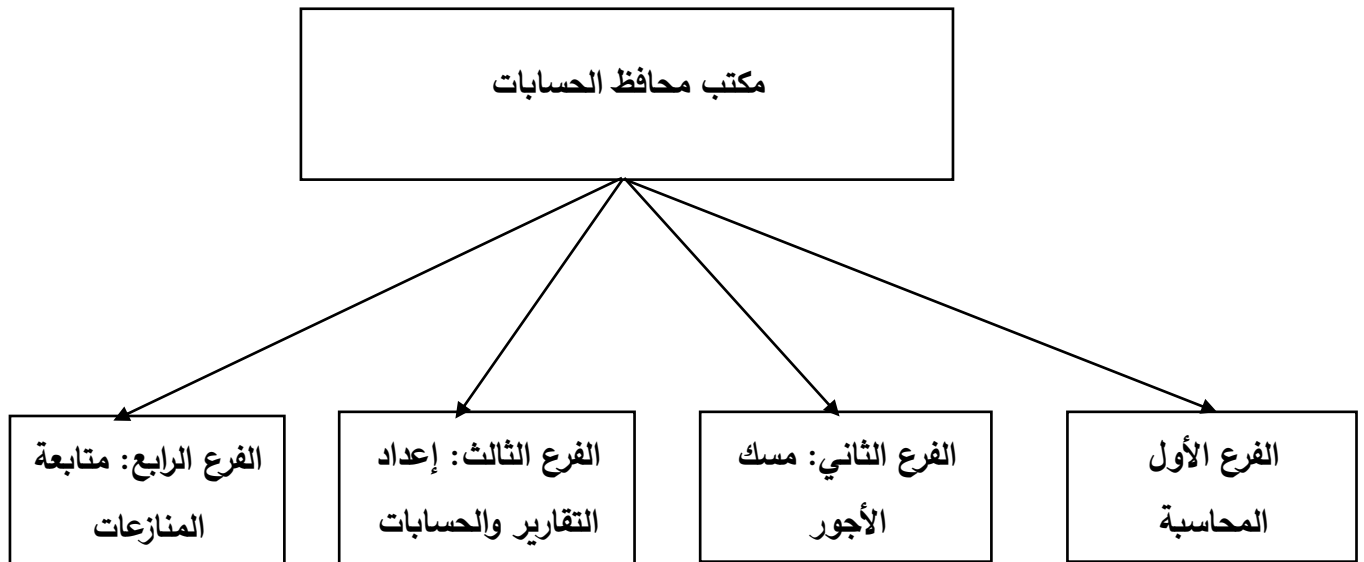 مكتب محافظ الحسابات
الفرع الأول
المحاسبة
الفرع الثاني: مسك
الأجور
الفرع الثالث: إعداد
التقارير والحسابات
الفرع الرابع: متابعة
المنازعات